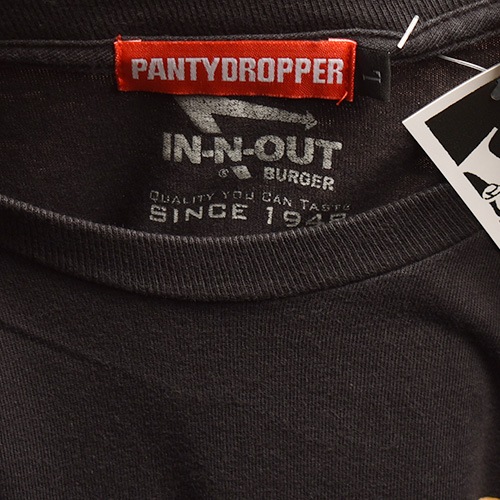 PANTYDROPPER
L
IN-N-OUT
® BURGER
QUALITY YOU CAN TASTE
SINCE 1948